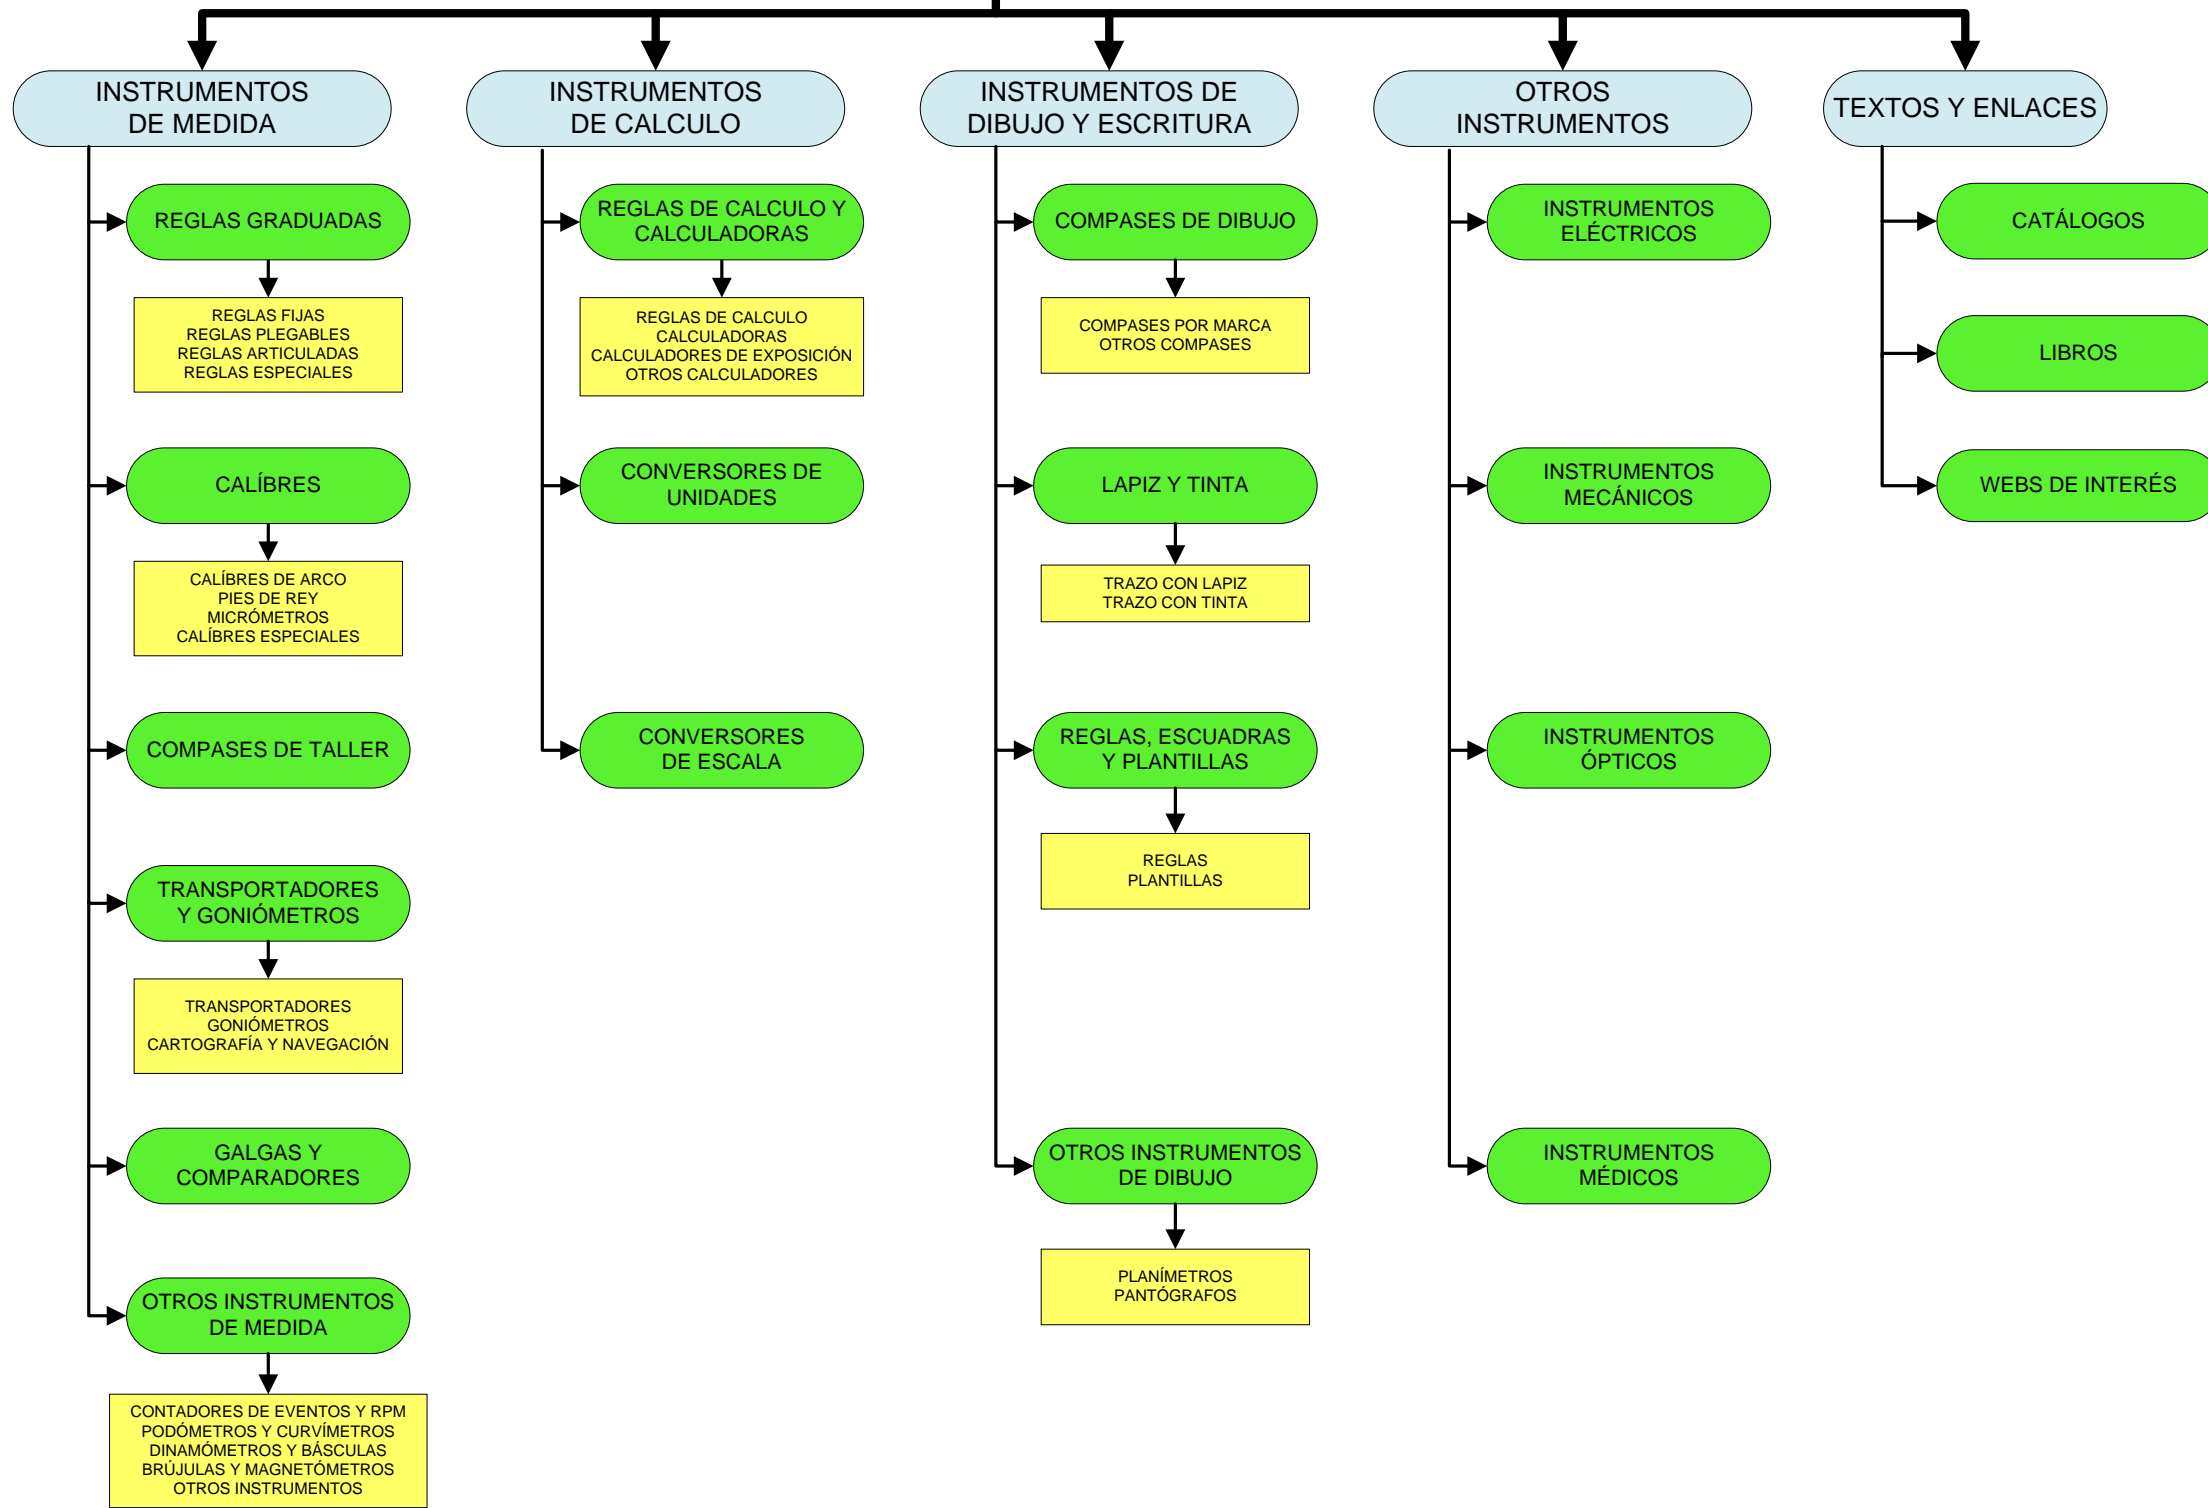 INSTRUMENTOS
DE MEDIDA
REGLAS GRADUADAS
REGLAS FIJAS
REGLAS PLEGABLES
REGLAS ARTICULADAS
REGLAS ESPECIALES
CALÍBRES
CALÍBRES DE ARCO
PIES DE REY
MICRÓMETROS
CALÍBRES ESPECIALES
COMPASES DE TALLER
TRANSPORTADORES
Y GONIÓMETROS
TRANSPORTADORES
GONIÓMETROS
CARTOGRAFÍA Y NAVEGACIÓN
GALGAS Y
COMPARADORES
OTROS INSTRUMENTOS
DE MEDIDA
CONTADORES DE EVENTOS Y RPM
PODÓMETROS Y CURVÍMETROS
DINAMÓMETROS Y BÁSCULAS
BRÚJULAS Y MAGNETÓMETROS
OTROS INSTRUMENTOS
INSTRUMENTOS
DE CALCULO
REGLAS DE CALCULO Y
CALCULADORAS
REGLAS DE CALCULO
CALCULADORAS
CALCULADORES DE EXPOSICIÓN
OTROS CALCULADORES
CONVERSORES DE
UNIDADES
CONVERSORES
DE ESCALA
INSTRUMENTOS DE
DIBUJO Y ESCRITURA
COMPASES DE DIBUJO
COMPASES POR MARCA
OTROS COMPASES
LAPIZ Y TINTA
TRAZO CON LAPIZ
TRAZO CON TINTA
REGLAS, ESCUADRAS
Y PLANTILLAS
REGLAS
PLANTILLAS
OTROS INSTRUMENTOS
DE DIBUJO
PLANÍMETROS
PANTÓGRAFOS
OTROS
INSTRUMENTOS
INSTRUMENTOS
ELÉCTRICOS
INSTRUMENTOS
MECÁNICOS
INSTRUMENTOS
ÓPTICOS
INSTRUMENTOS
MÉDICOS
TEXTOS Y ENLACES
CATÁLOGOS
LIBROS
WEBS DE INTERÉS